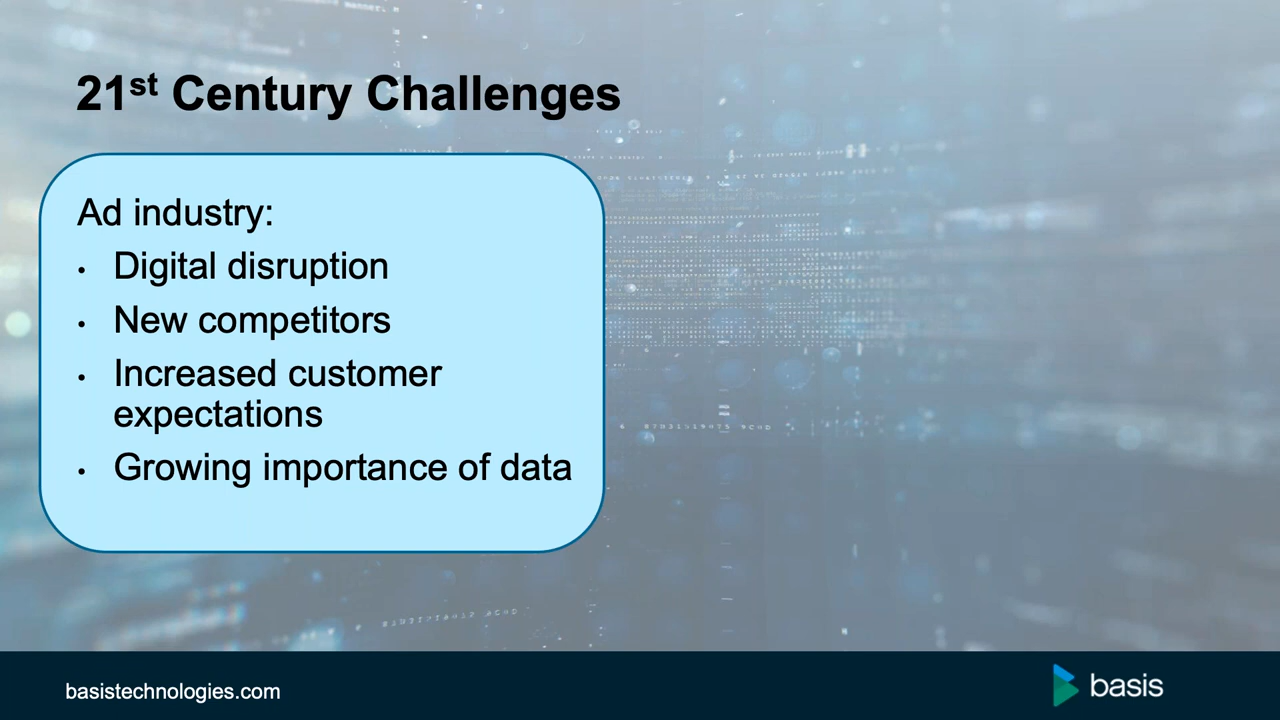 21st Century Challenges
Ad industry:
• Digital disruption
• New competitors
• Increased customer
expectations
• Growing importance of data
basistechnologies.com
basis